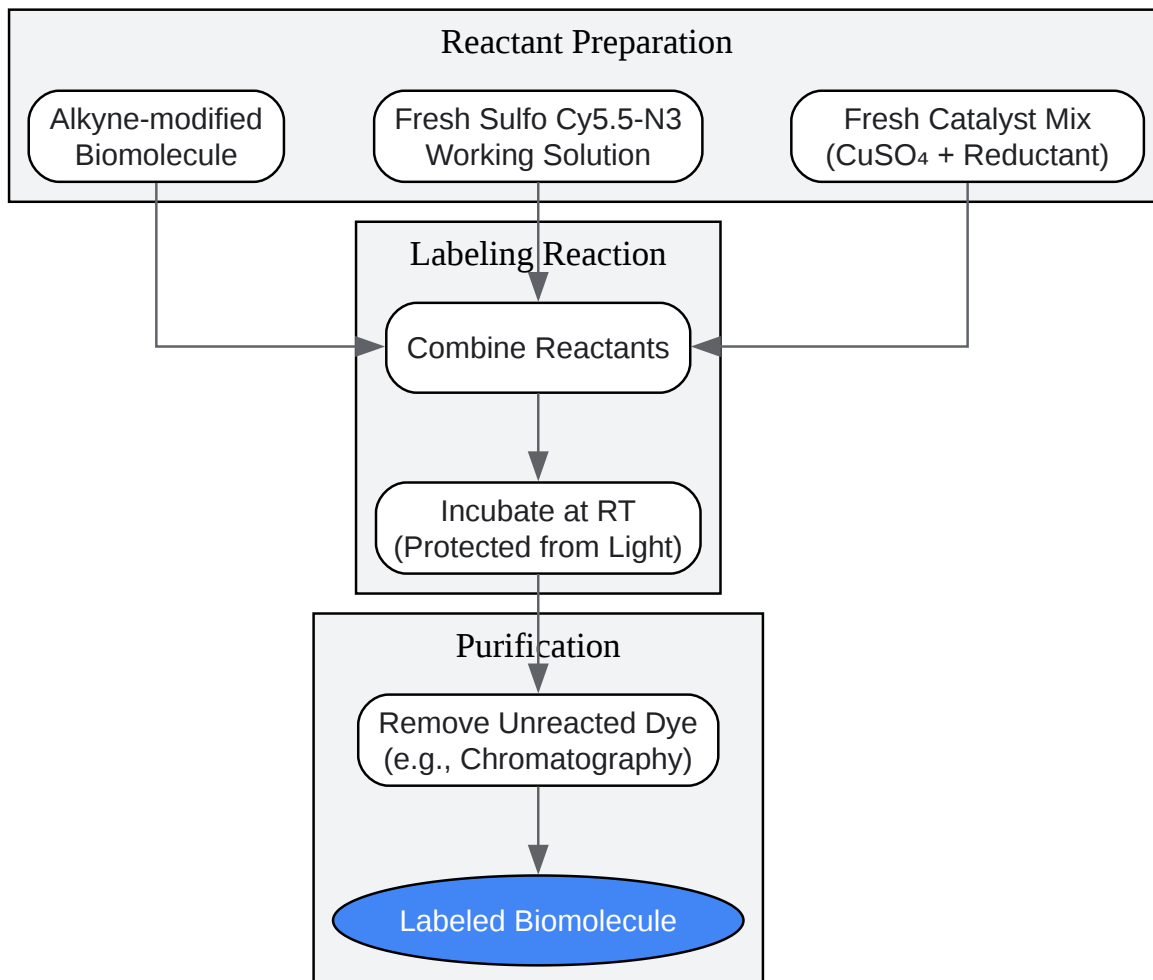 Reactant Preparation
Alkyne-modified
Biomolecule
Fresh Sulfo Cy5.5-N3
Working Solution
Fresh Catalyst Mix
(CuSO₄ + Reductant)
Labeling Reaction
Combine Reactants
Incubate at RT
(Protected from Light)
Purification
Remove Unreacted Dye
(e.g., Chromatography)
Labeled Biomolecule